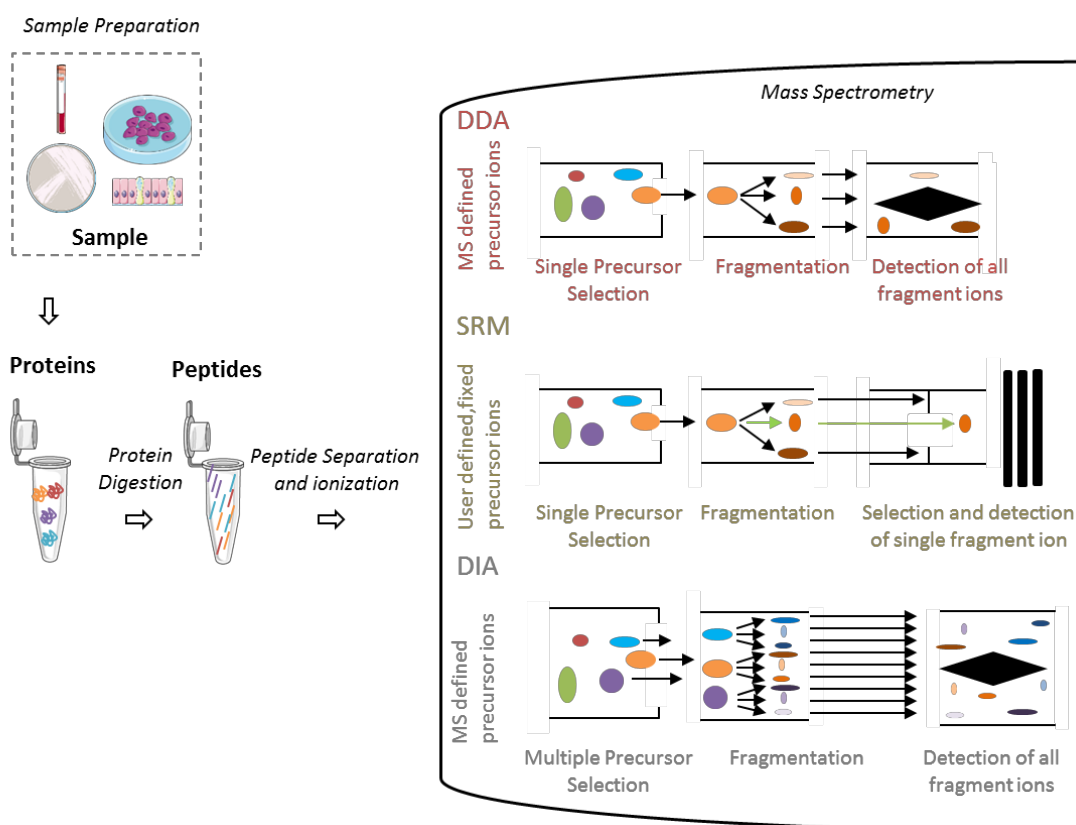 Sample Preparation
Sample
Proteins
Peptides
Protein
Digestion
Peptide Separation
and ionization
Mass Spectrometry
DDA
MS defined
precursor ions
Single Precursor
Selection
Fragmentation
Detection of all
fragment ions
SRM
User defined,fixed
precursor ions
Single Precursor
Selection
Fragmentation
Selection and detection
of single fragment ion
DIA
MS defined
precursor ions
Multiple Precursor
Selection
Fragmentation
Detection of all
fragment ions